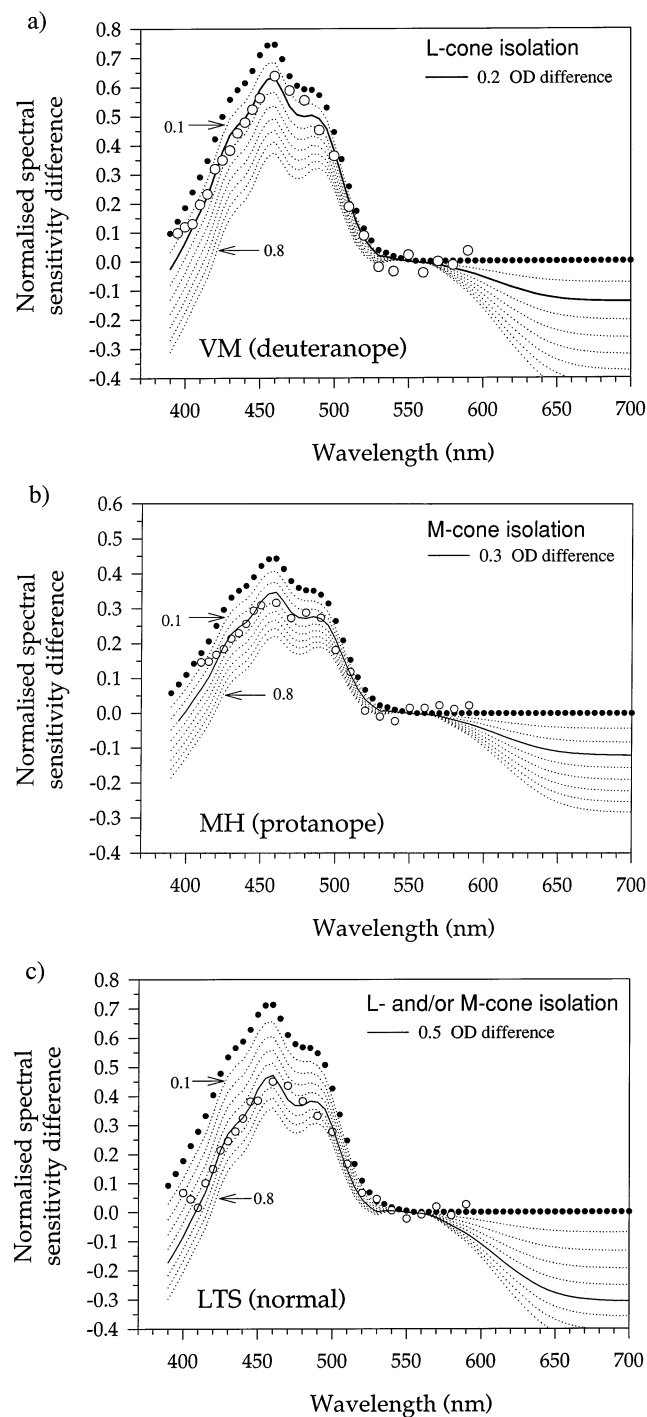 a)
0.8
0.7
0.6
0.5
0.4
0.3
0.2
0.1
0.0
-0.1
-0.2
-0.3
-0.4
Normalised spectral
sensitivity difference
L-cone isolation
0.2 OD difference
0.1
0.8
VM (deuteranope)
400 450 500 550 600 650 700
Wavelength (nm)
b)
0.6
0.5
0.4
0.3
0.2
0.1
0.0
-0.1
-0.2
-0.3
-0.4
Normalised spectral
sensitivity difference
M-cone isolation
0.3 OD difference
0.1
0.8
MH (protanope)
400 450 500 550 600 650 700
Wavelength (nm)
c)
0.8
0.7
0.6
0.5
0.4
0.3
0.2
0.1
0.0
-0.1
-0.2
-0.3
-0.4
Normalised spectral
sensitivity difference
L- and/or M-cone isolation
0.5 OD difference
0.1
0.8
LTS (normal)
400 450 500 550 600 650 700
Wavelength (nm)